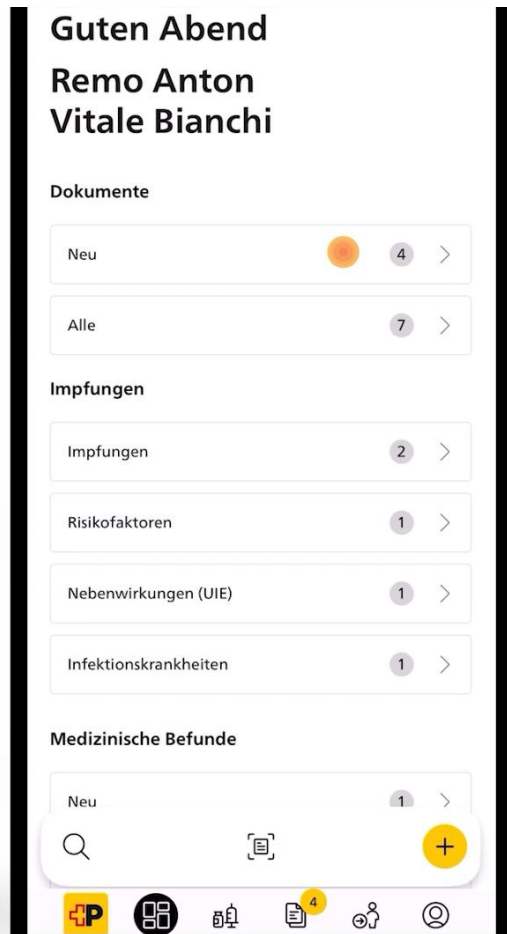 Guten Abend
Remo Anton
Vitale Bianchi
Dokumente
Neu 4
Alle 7
Impfungen
Impfungen 2
Risikofaktoren 1
Nebenwirkungen (UIE) 1
Infektionskrankheiten 1
Medizinische Befunde
Neu 1
P 4